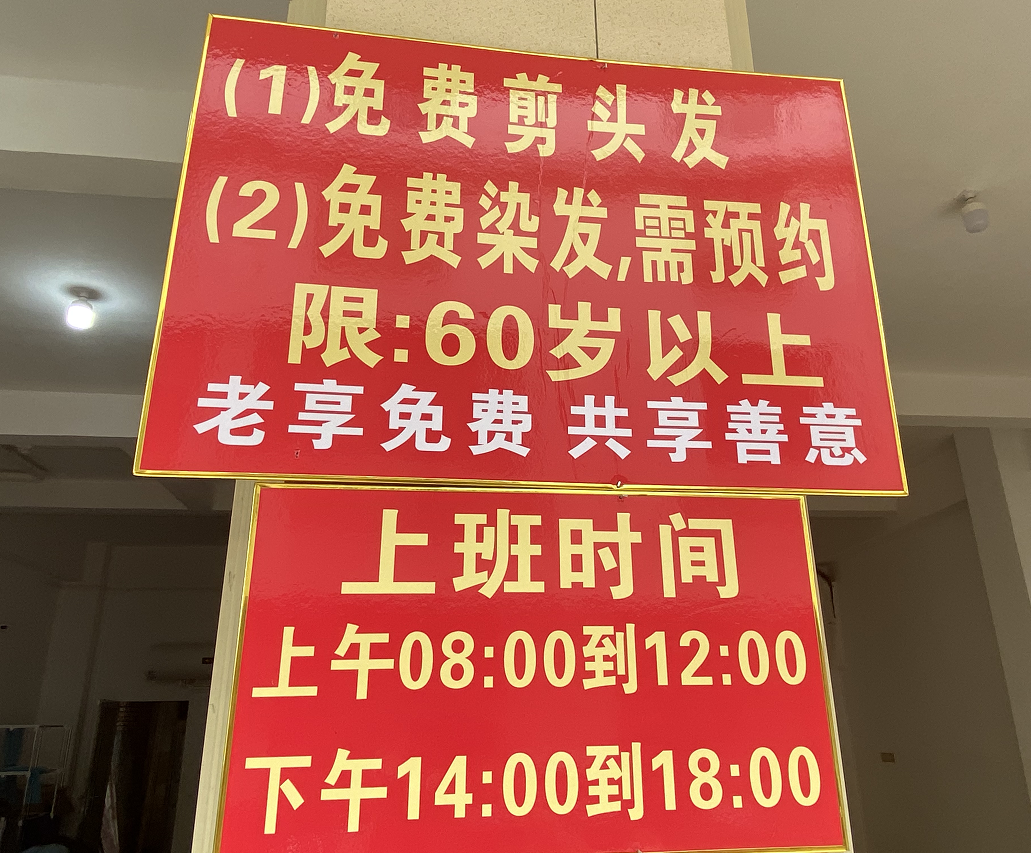 (1)免费剪头发
(2)免费染发,需预约
限:60岁以上
老享免费 共享善意
上班时间
上午08:00到12:00
下午14:00到18:00